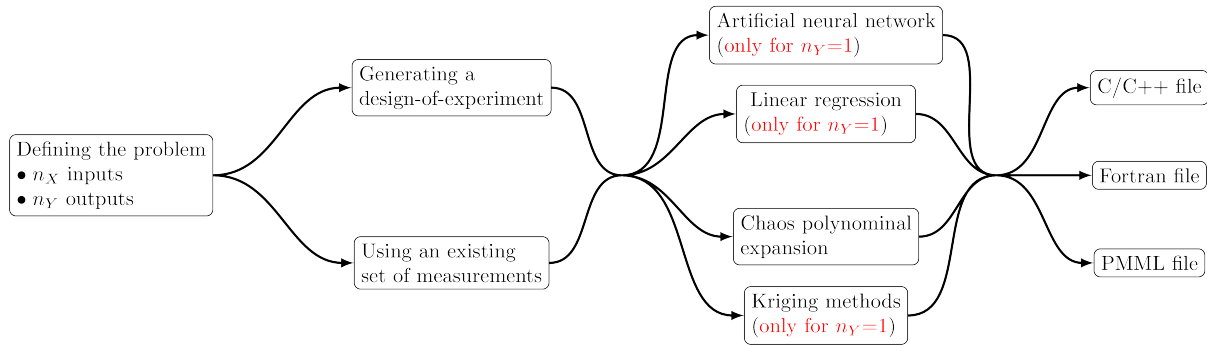 Defining the problem
• n_X inputs
• n_Y outputs
Generating a
design-of-experiment
Using an existing
set of measurements
Artificial neural network
(only for n_Y=1)
Linear regression
(only for n_Y=1)
Chaos polynominal
expansion
Kriging methods
(only for n_Y=1)
C/C++ file
Fortran file
PMML file